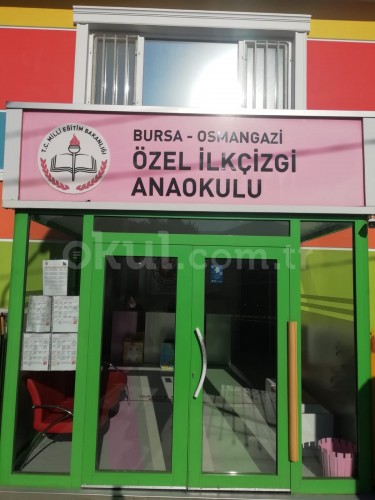 T.C. MİLLİ EĞİTİM BAKANLIĞI
BURSA - OSMANGAZİ
ÖZEL İLKÇİZGİ
ANAOKULU
okul.com.tr